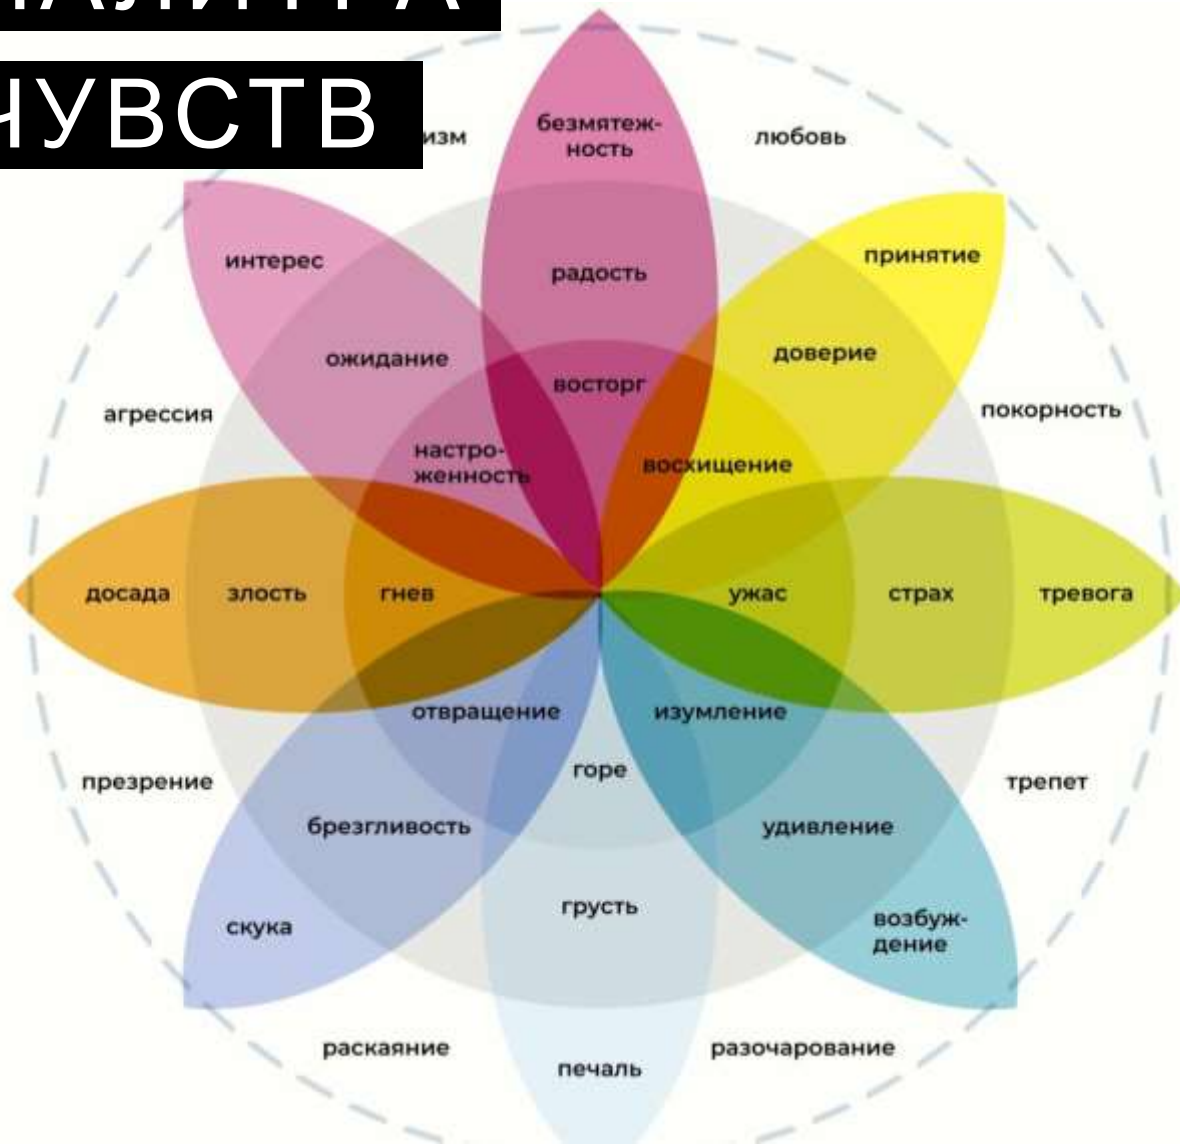 ПАЛИТРА
ЧУВСТВ
изм
безмятеж-
ность
любовь
интерес
радость
принятие
ожидание
доверие
восторг
агрессия
покорность
настро-
женность
восхищение
досада
злость
гнев
ужас
страх
тревога
отвращение
изумление
горе
презрение
трепет
брезгливость
удивление
грусть
скука
возбуж-
дение
раскаяние
разочарование
печаль